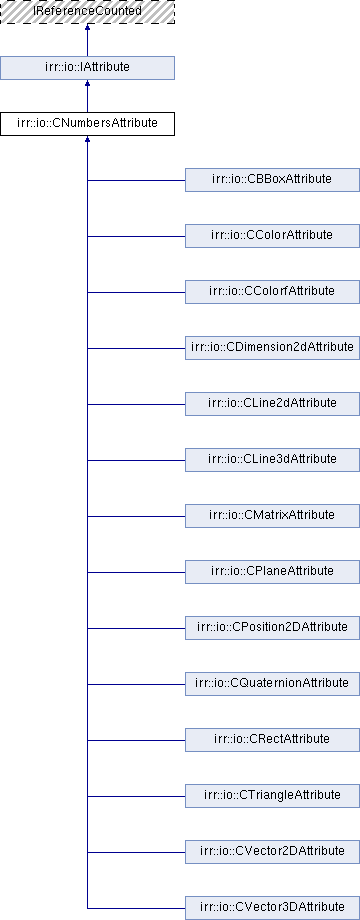 IReferenceCounted
irr::io::IAttribute
irr::io::CNumbersAttribute
irr::io::CBBoxAttribute
irr::io::CColorAttribute
irr::io::CColorfAttribute
irr::io::CDimension2dAttribute
irr::io::CLine2dAttribute
irr::io::CLine3dAttribute
irr::io::CMatrixAttribute
irr::io::CPlaneAttribute
irr::io::CPosition2DAttribute
irr::io::CQuaternionAttribute
irr::io::CRectAttribute
irr::io::CTriangleAttribute
irr::io::CVector2DAttribute
irr::io::CVector3DAttribute